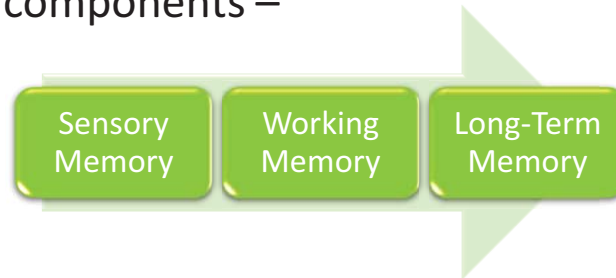 components –
Sensory
Memory
Working
Memory
Long-Term
Memory